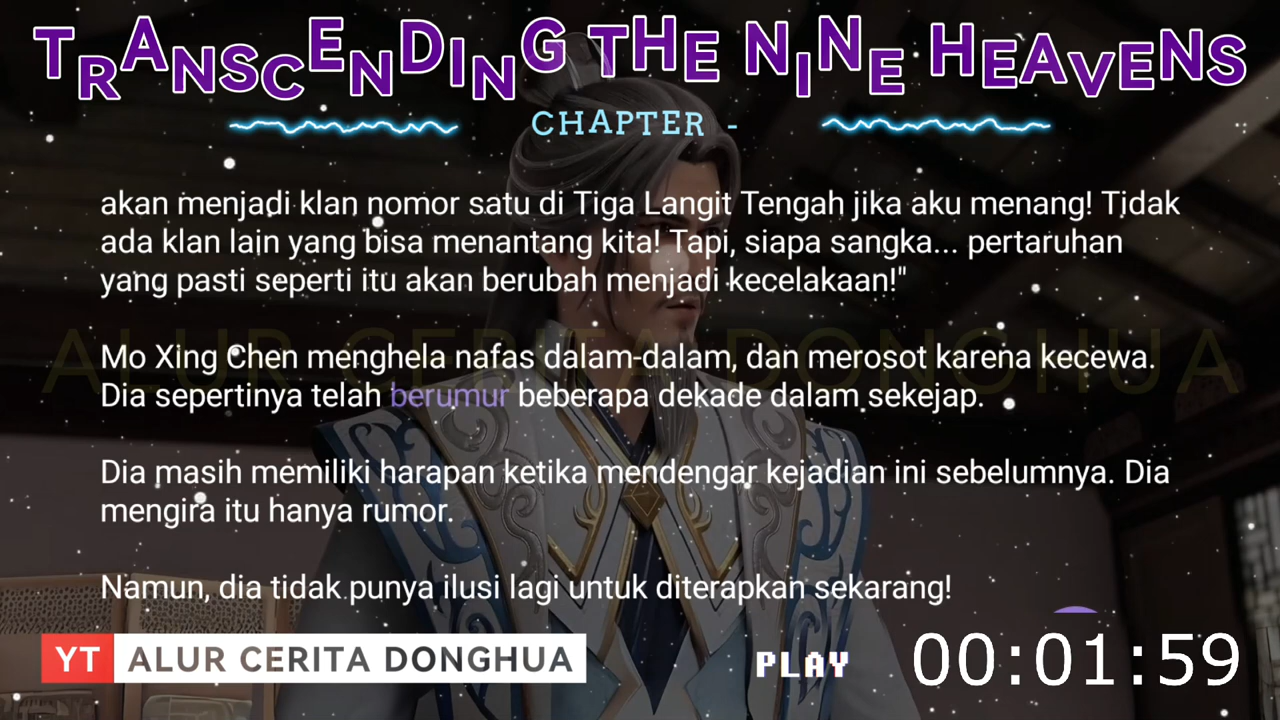 TRANSCENDING THE NINE HEAVENS
CHAPTER -
akan menjadi klan nomor satu di Tiga Langit Tengah jika aku menang! Tidak
ada klan lain yang bisa menantang kita! Tapi, siapa sangka... pertaruhan
yang pasti seperti itu akan berubah menjadi kecelakaan!"
ALUR CERITA DONGHUA
Mo Xing Chen menghela nafas dalam-dalam, dan merosot karena kecewa.
Dia sepertinya telah berumur beberapa dekade dalam sekejap.
Dia masih memiliki harapan ketika mendengar kejadian ini sebelumnya. Dia
mengira itu hanya rumor.
Namun, dia tidak punya ilusi lagi untuk diterapkan sekarang!
YT ALUR CERITA DONGHUA
PLAY 00:01:59